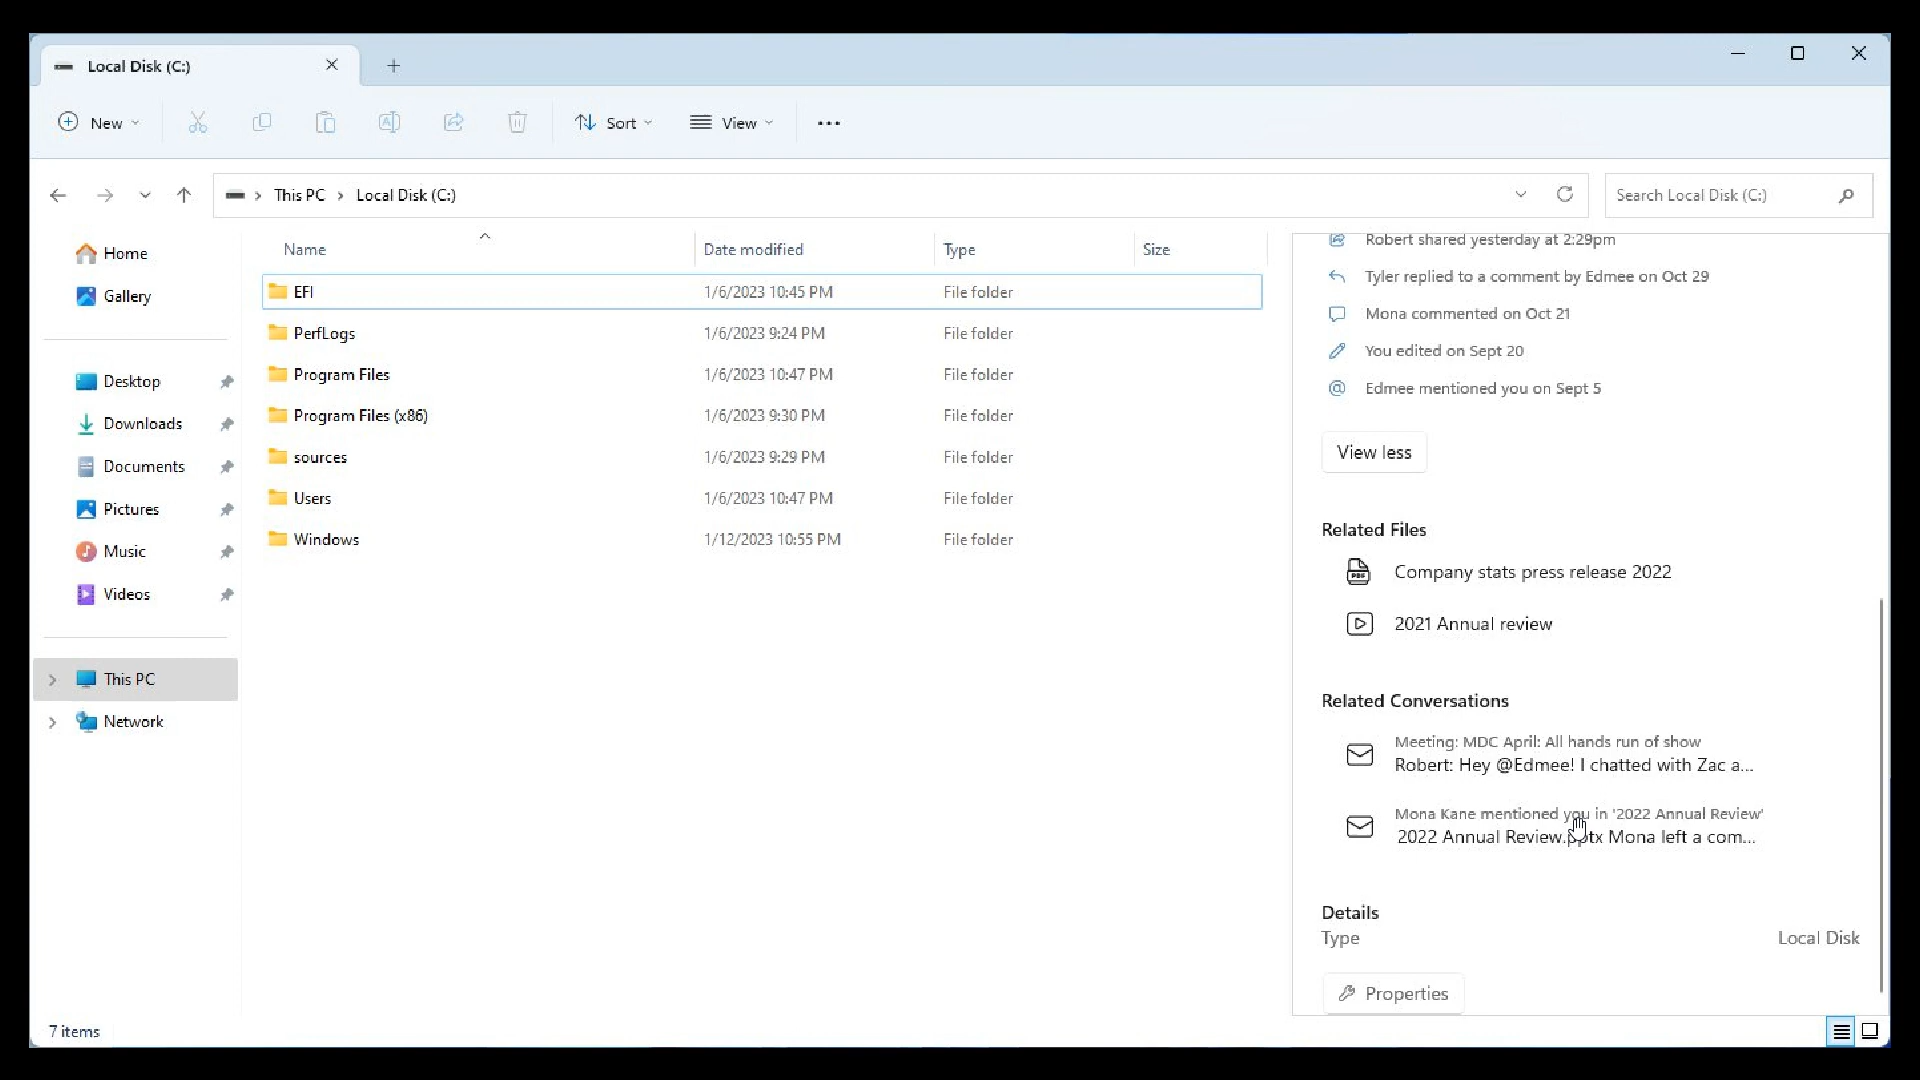 Local Disk (C:)
New
Sort
View
This PC > Local Disk (C:)
Search Local Disk (C:)
Home
Gallery
Desktop
Downloads
Documents
Pictures
Music
Videos
This PC
Network
Name Date modified Type Size
EFI 1/6/2023 10:45 PM File folder
PerfLogs 1/6/2023 9:24 PM File folder
Program Files 1/6/2023 10:47 PM File folder
Program Files (x86) 1/6/2023 9:30 PM File folder
sources 1/6/2023 9:29 PM File folder
Users 1/6/2023 10:47 PM File folder
Windows 1/12/2023 10:55 PM File folder
Robert shared yesterday at 2:29pm
Tyler replied to a comment by Edmee on Oct 29
Mona commented on Oct 21
You edited on Sept 20
Edmee mentioned you on Sept 5
View less
Related Files
PDF Company stats press release 2022
2021 Annual review
Related Conversations
Meeting: MDC April: All hands run of show
Robert: Hey @Edmee! I chatted with Zac a...
Mona Kane mentioned you in '2022 Annual Review'
2022 Annual Review.pptx Mona left a com...
Details
Type Local Disk
Properties
7 items